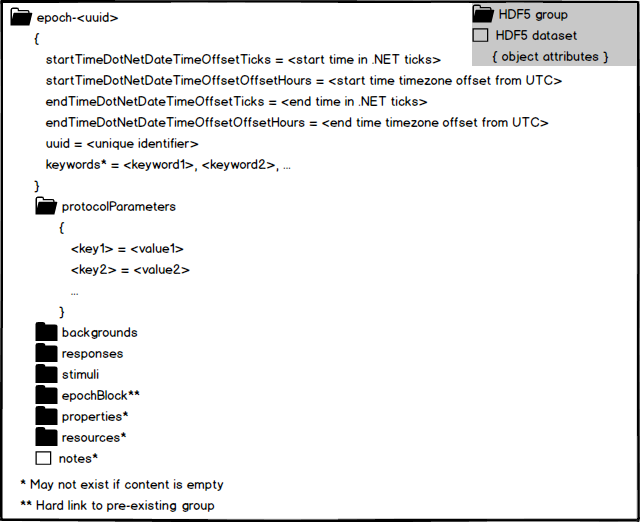 epoch-<uuid>
HDF5 group
{
HDF5 dataset
{ object attributes }
startTimeDotNetDateTimeOffsetTicks = <start time in .NET ticks>
startTimeDotNetDateTimeOffsetOffsetHours = <start time timezone offset from UTC>
endTimeDotNetDateTimeOffsetTicks = <end time in .NET ticks>
endTimeDotNetDateTimeOffsetOffsetHours = <end time timezone offset from UTC>
uuid = <unique identifier>
keywords* = <keyword1>, <keyword2>, ...
}
protocolParameters
{
<key1> = <value1>
<key2> = <value2>
...
}
backgrounds
responses
stimuli
epochBlock**
properties*
resources*
notes*
* May not exist if content is empty
** Hard link to pre-existing group